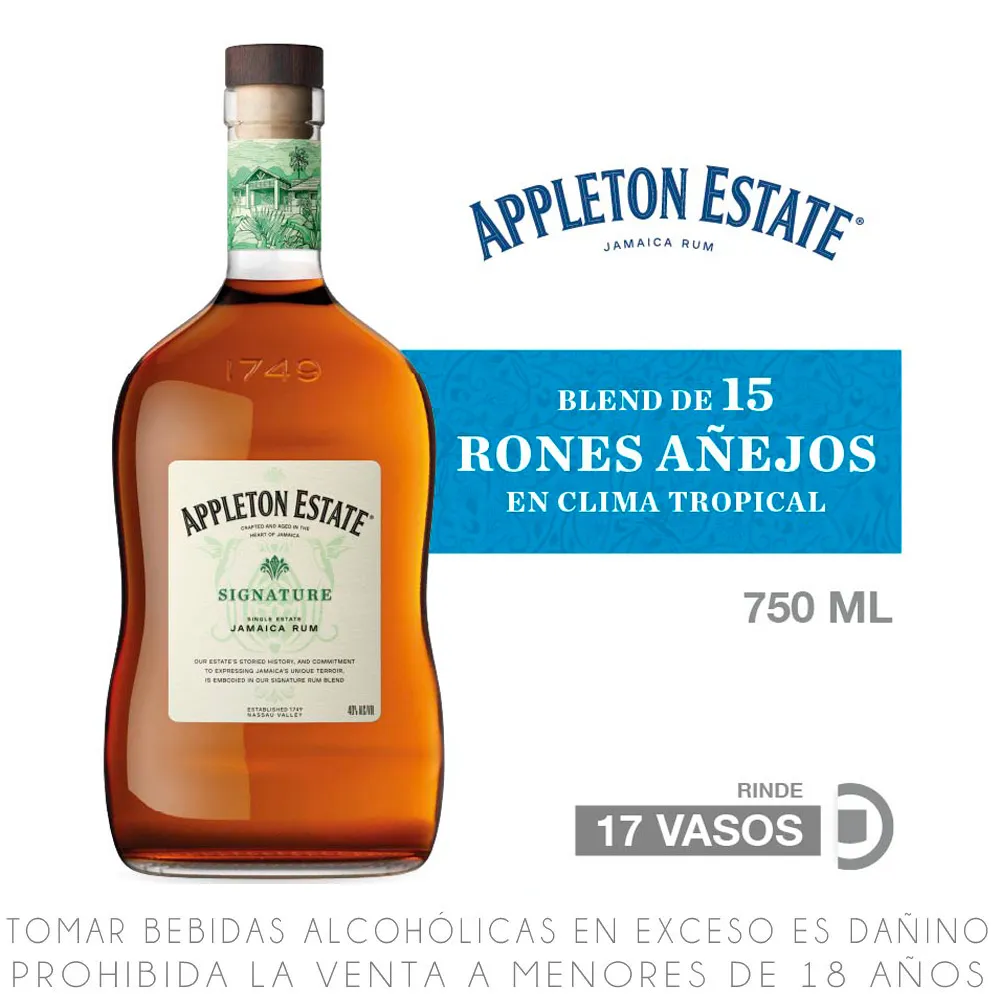 1749
APPLETON ESTATE®
CRAFTED AND AGED IN THE
HEART OF JAMAICA
SIGNATURE
SINGLE ESTATE
JAMAICA RUM
OUR ESTATE'S STORIED HISTORY, AND COMMITMENT
TO EXPRESSING JAMAICA'S UNIQUE TERROIR,
IS EMBODIED IN OUR SIGNATURE RUM BLEND
ESTABLISHED 1749
NASSAU VALLEY
40% ALC/VOL
APPLETON ESTATE®
JAMAICA RUM
BLEND DE 15
RONES AÑEJOS
EN CLIMA TROPICAL
750 ML
RINDE
17 VASOS
TOMAR BEBIDAS ALCOHÓLICAS EN EXCESO ES DAÑINO
PROHIBIDA LA VENTA A MENORES DE 18 AÑOS